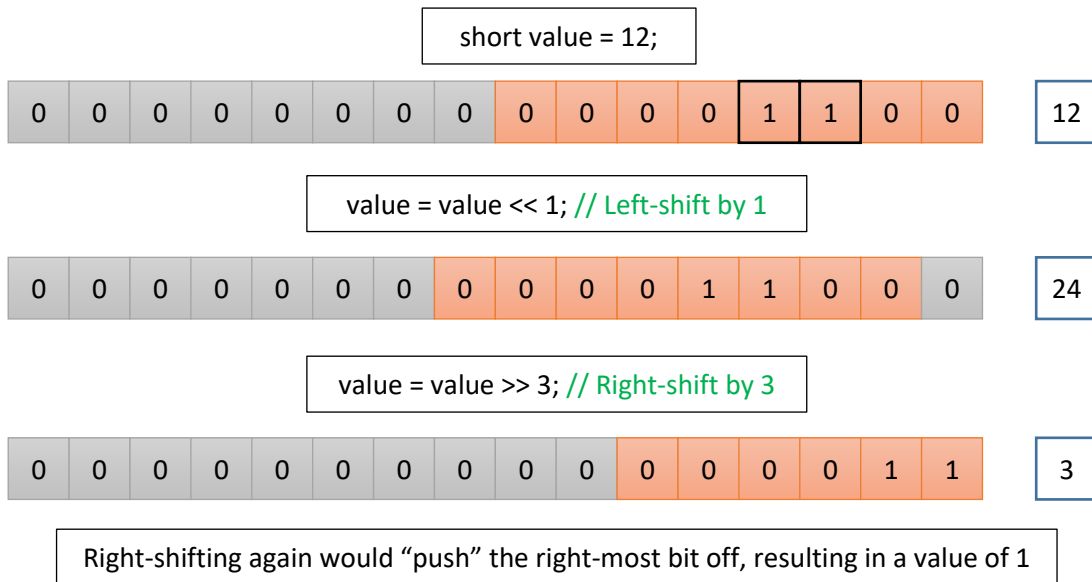 short value = 12;
0 0 0 0 0 0 0 0 0 0 0 0 1 1 0 0 12
value = value << 1; // Left-shift by 1
0 0 0 0 0 0 0 0 0 0 0 1 1 0 0 0 24
value = value >> 3; // Right-shift by 3
0 0 0 0 0 0 0 0 0 0 0 0 0 0 1 1 3
Right-shifting again would “push” the right-most bit off, resulting in a value of 1